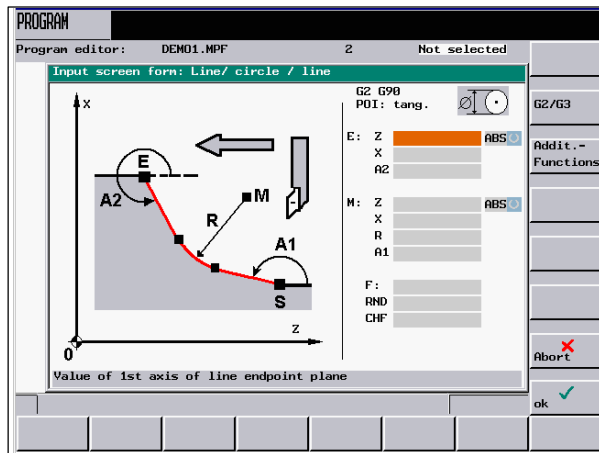 PROGRAM
Program editor: DEMO1.MPF 2 Not selected
Input screen form: Line/ circle / line
X
E
A2
M
R
A1
S
Z
0
G2 G90
POI: tang.
E: Z ABS
X
A2
M: Z ABS
X
R
A1
F:
RND
CHF
Value of 1st axis of line endpoint plane
G2/G3
Addit.-
Functions
Abort
ok